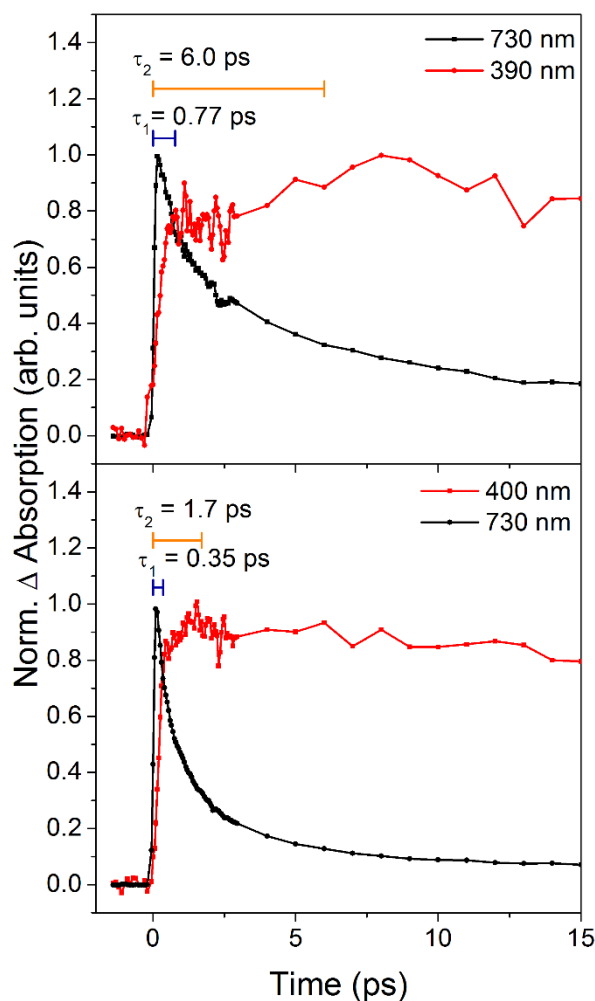 1.4
1.2
1.0
0.8
0.6
0.4
0.2
0.0
730 nm
390 nm
τ₂ = 6.0 ps
τ₁ = 0.77 ps
1.4
1.2
1.0
0.8
0.6
0.4
0.2
0.0
400 nm
730 nm
τ₂ = 1.7 ps
τ₁ = 0.35 ps
Norm. Δ Absorption (arb. units)
0 5 10 15
Time (ps)